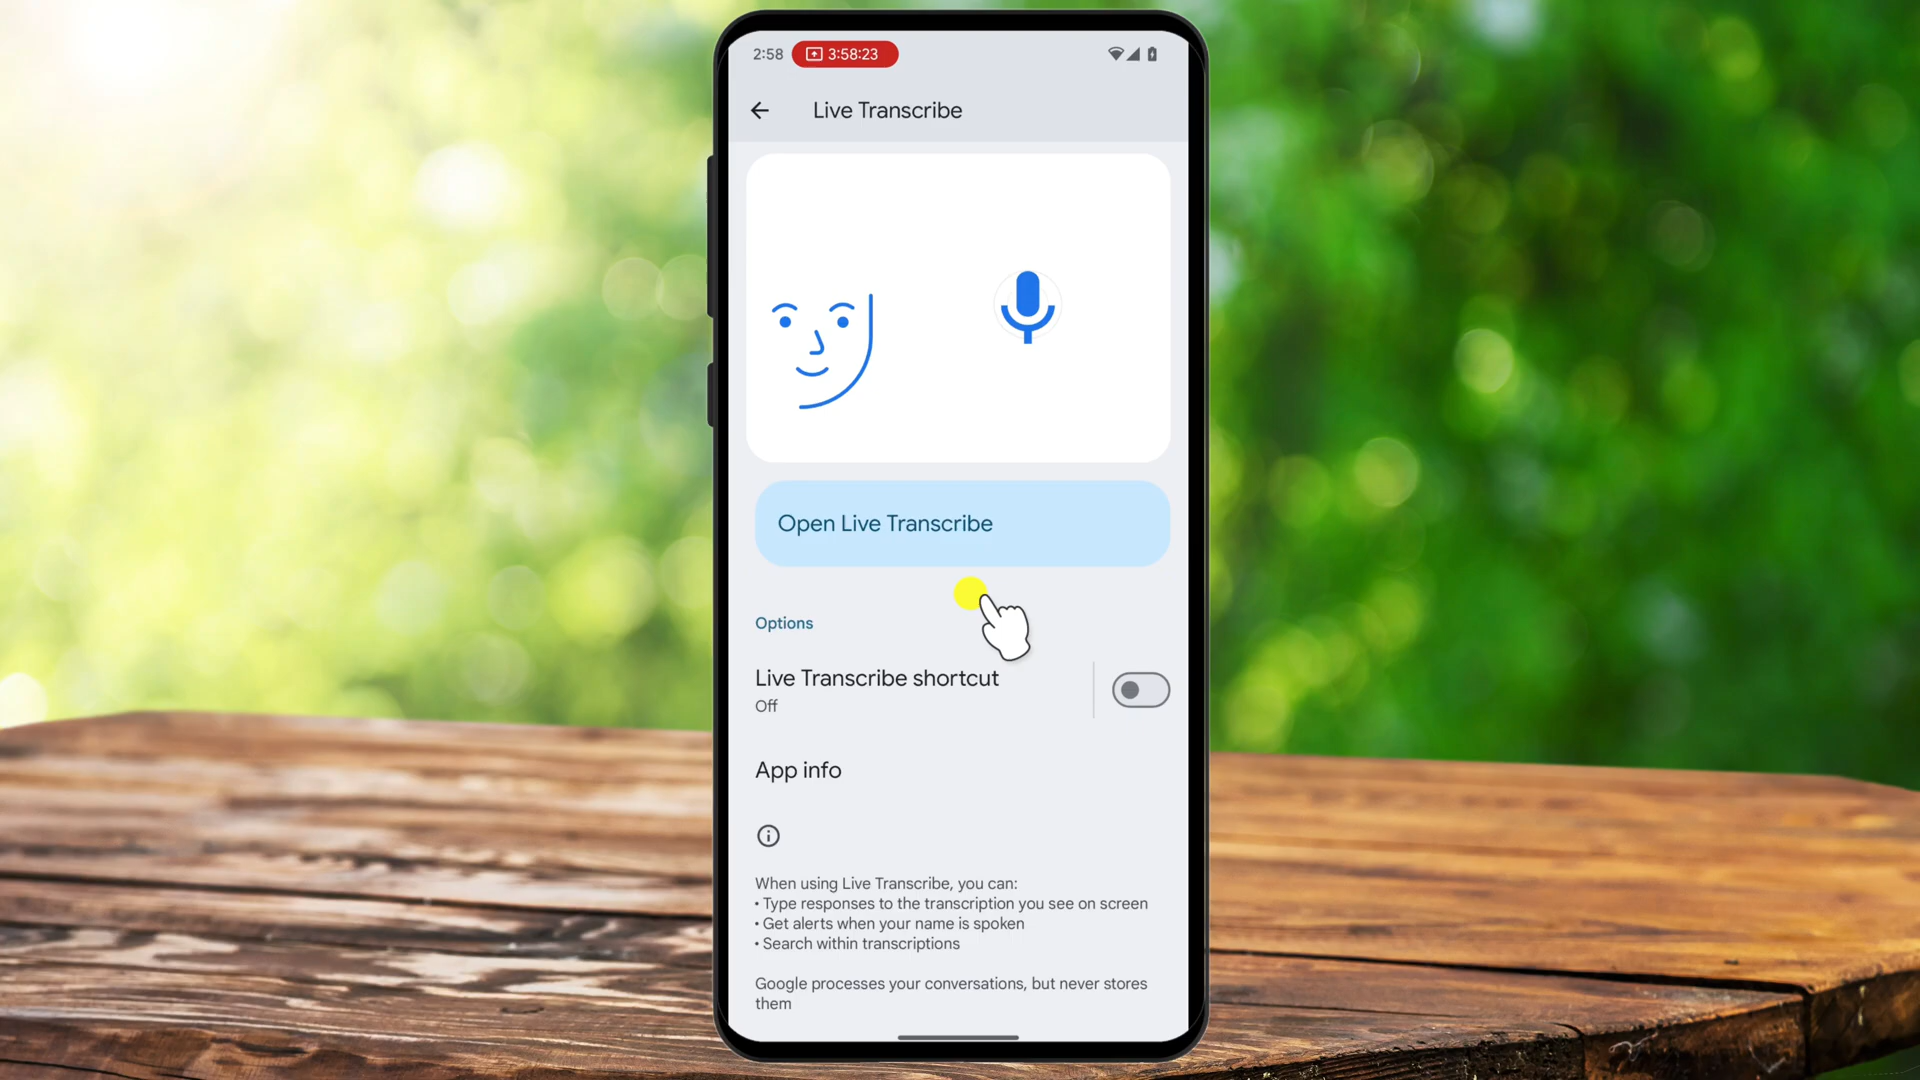 2:58 3:58:23
Live Transcribe
Open Live Transcribe
Options
Live Transcribe shortcut
Off
App info
When using Live Transcribe, you can:
• Type responses to the transcription you see on screen
• Get alerts when your name is spoken
• Search within transcriptions
Google processes your conversations, but never stores
them